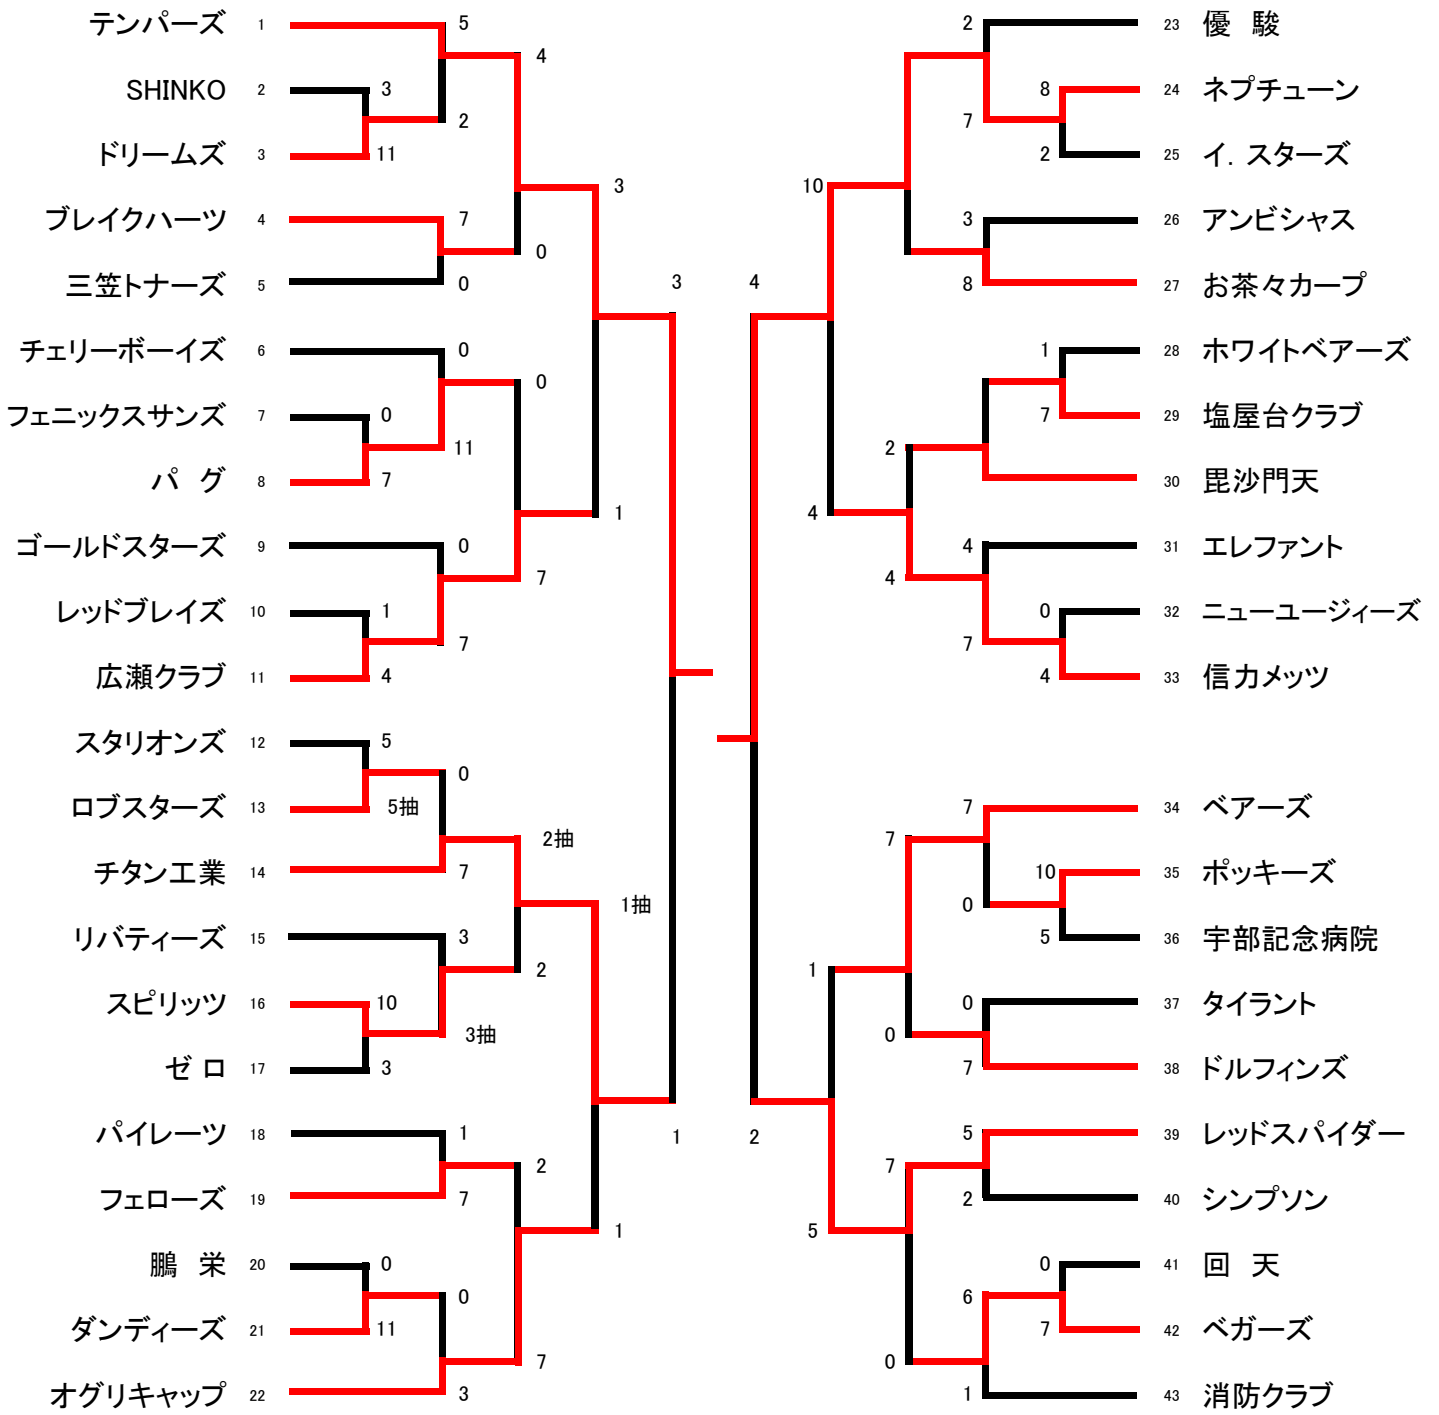 テンパーズ 1 5 2 23 優 駿
4
SHINKO 2 3 8 24 ネプチューン
2 7
ドリームズ 3 11 2 25 イ. スターズ
3 10
ブレイクハーツ 4 7 3 26 アンビシャス
0
三笠トナーズ 5 0 3 4 8 27 お茶々カープ
チェリーボーイズ 6 0 1 28 ホワイトベアーズ
0
フェニックスサンズ 7 0 7 29 塩屋台クラブ
11 2
パ グ 8 7 30 毘沙門天
1 4
ゴールドスターズ 9 0 4 31 エレファント
7 4
レッドブレイズ 10 1 0 32 ニューユージィーズ
7 7
広瀬クラブ 11 4 4 33 信カメッツ
スタリオンズ 12 5
0
ロブスターズ 13 5抽 7 34 ベアーズ
2抽 7
チタン工業 14 7 10 35 ポッキーズ
1抽 0
リバティーズ 15 3 5 36 宇部記念病院
2 1
スピリッツ 16 10 0 37 タイラント
3抽 0
ゼ ロ 17 3 7 38 ドルフィンズ
パイレーツ 18 1 1 2 5 39 レッドスパイダー
2 7
フェローズ 19 7 2 40 シンプソン
1 5
鵬 栄 20 0 0 41 回 天
0 6
ダンディーズ 21 11 7 42 ベガーズ
7 0
オグリキャップ 22 3 1 43 消防クラブ